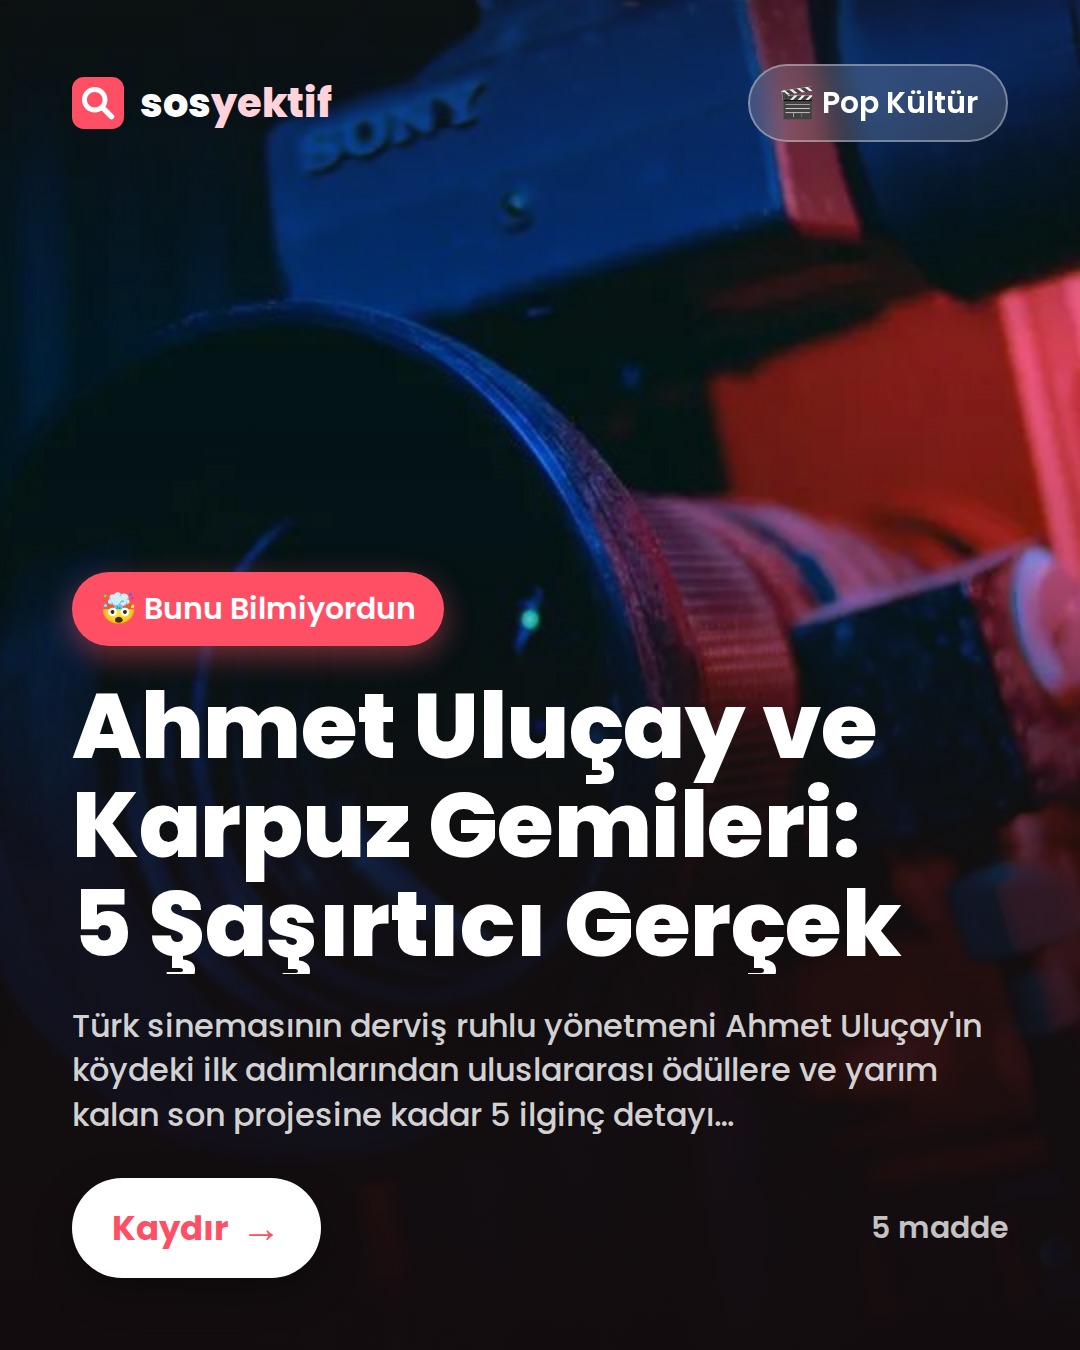 sosyektif
🎬 Pop Kültür
SONY
🤯 Bunu Bilmiyordun
Ahmet Uluçay ve
Karpuz Gemileri:
5 Şaşırtıcı Gerçek
Türk sinemasının derviş ruhlu yönetmeni Ahmet Uluçay'ın
köydeki ilk adımlarından uluslararası ödüllere ve yarım
kalan son projesine kadar 5 ilginç detayı...
Kaydır →
5 madde